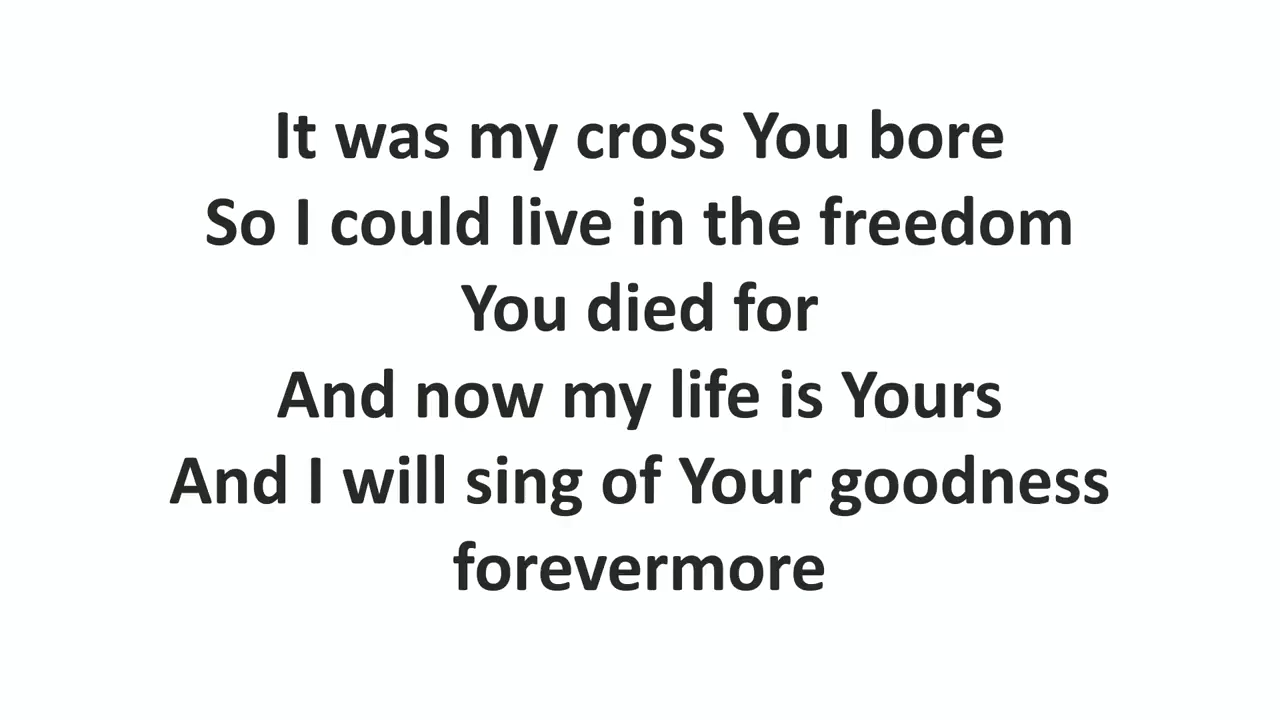 It was my cross You bore
So I could live in the freedom
You died for
And now my life is Yours
And I will sing of Your goodness
forevermore